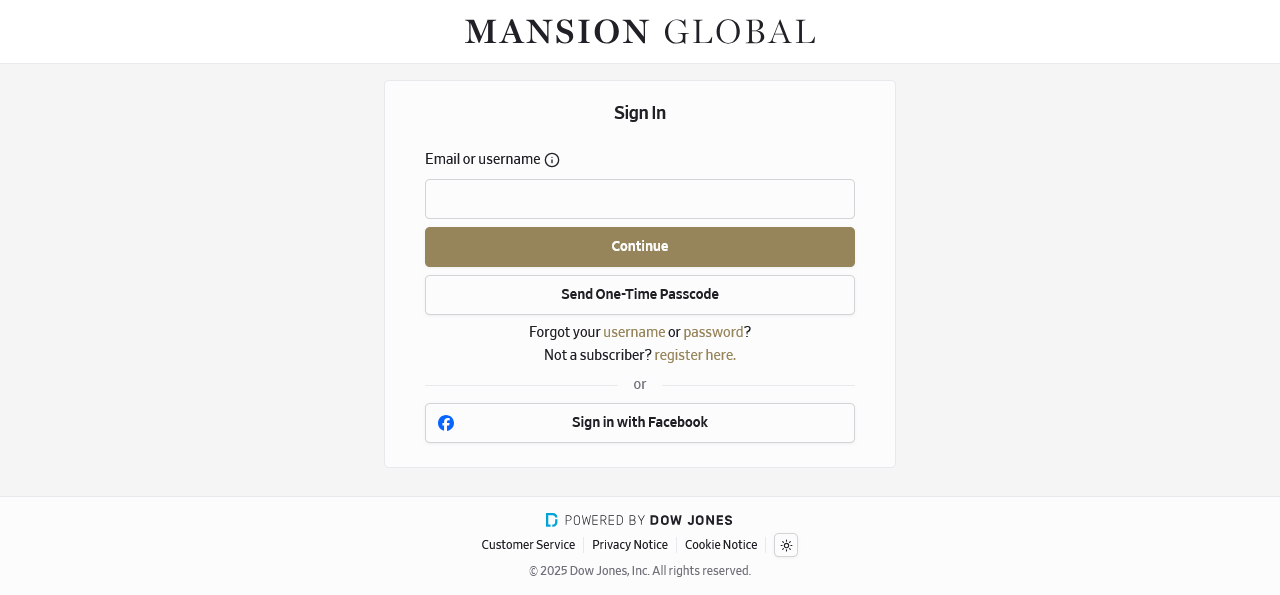 MANSION GLOBAL
Sign In
Email or username
Continue
Send One-Time Passcode
Forgot your username or password?
Not a subscriber? register here.
or
Sign in with Facebook
POWERED BY DOW JONES
Customer Service Privacy Notice Cookie Notice
© 2025 Dow Jones, Inc. All rights reserved.